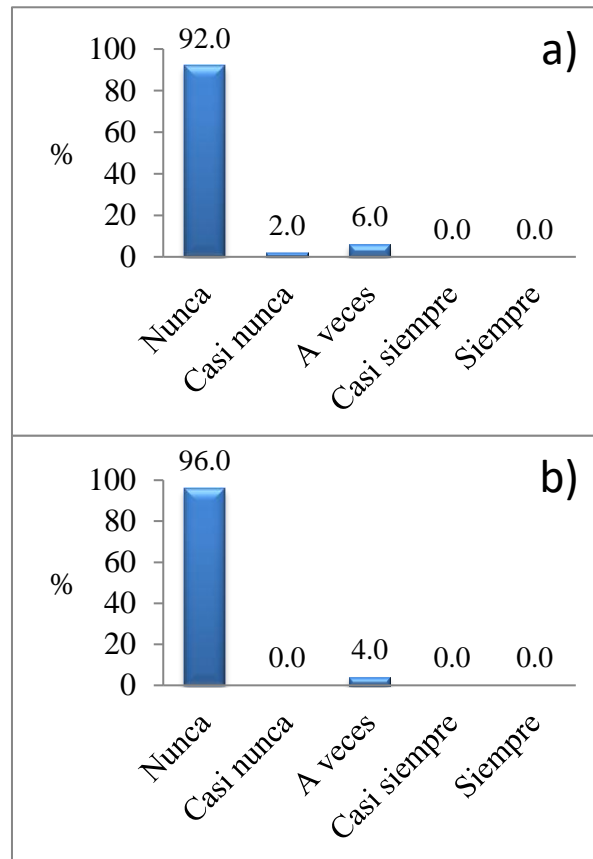 a)
92.0
100
80
60
40
20
0
%
2.0
6.0
0.0
0.0
Nunca
Casi nunca
A veces
Casi siempre
Siempre
b)
96.0
100
80
60
40
20
0
%
0.0
4.0
0.0
0.0
Nunca
Casi nunca
A veces
Casi siempre
Siempre